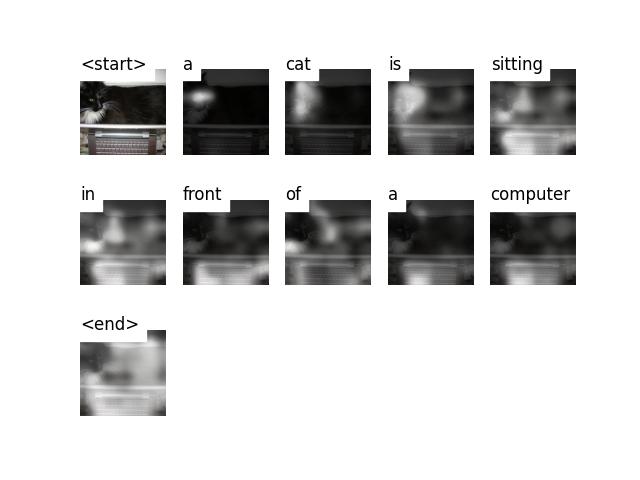 <start> a cat is sitting
in front of a computer
<end>